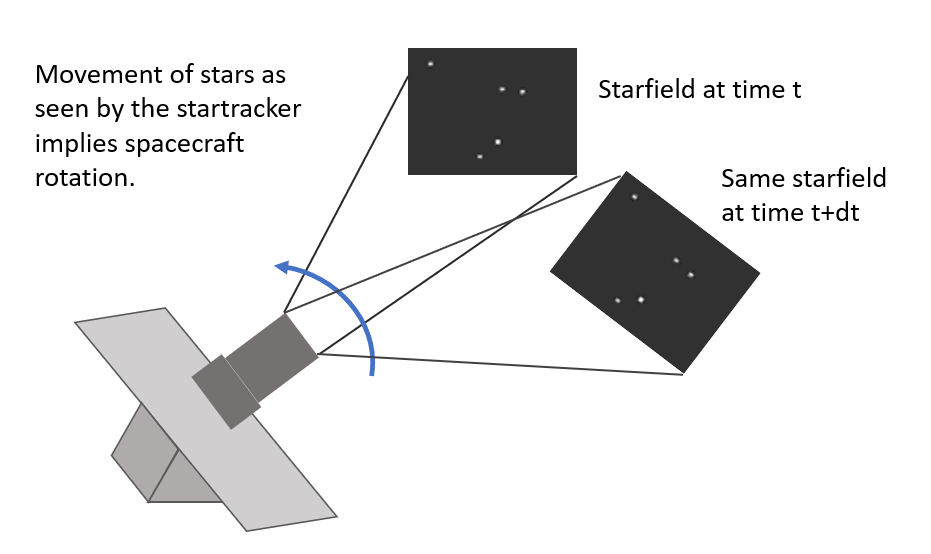 Movement of stars as
seen by the startracker
implies spacecraft
rotation.
Starfield at time t
Same starfield
at time t+dt